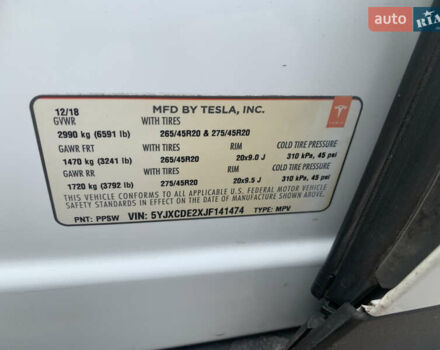 auto RIA
12/18 MFD BY TESLA, INC.
GVWR WITH TIRES
2990 kg (6591 lb) 265/45R20 & 275/45R20
GAWR FRT WITH TIRES RIM COLD TIRE PRESSURE
1470 kg (3241 lb) 265/45R20 20x9.0 J 310 kPa, 45 psi
GAWR RR WITH TIRES RIM COLD TIRE PRESSURE
1720 kg (3792 lb) 275/45R20 20x9.5 J 310 kPa, 45 psi
THIS VEHICLE CONFORMS TO ALL APPLICABLE U.S. FEDERAL MOTOR VEHICLE
SAFETY STANDARDS IN EFFECT ON THE DATE OF MANUFACTURE SHOWN ABOVE.
PNT: PPSW VIN: 5YJXCDE2XJF141474 TYPE: MPV